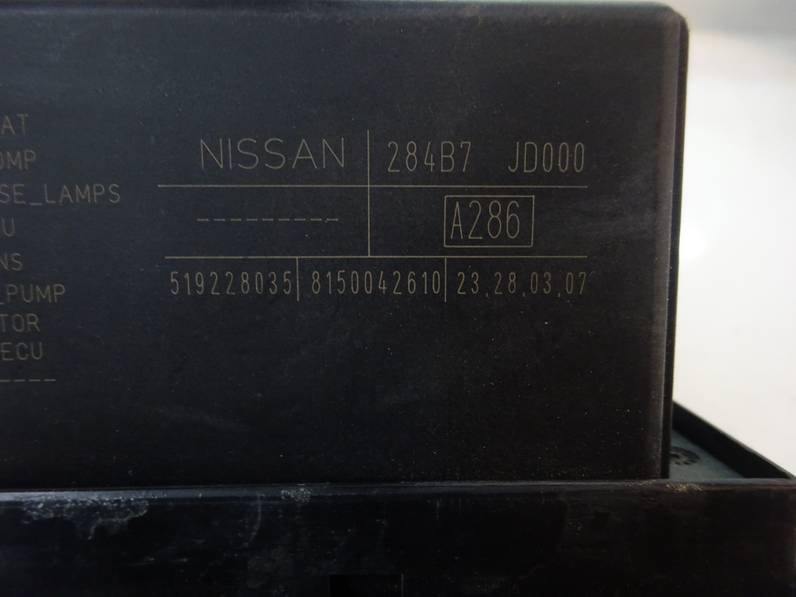 AT
OMP
SE_LAMPS
U
NS
_PUMP
TOR
ECU
----
NISSAN 284B7 JD000
--------- A286
519228035 8150042610 23,28,03,07